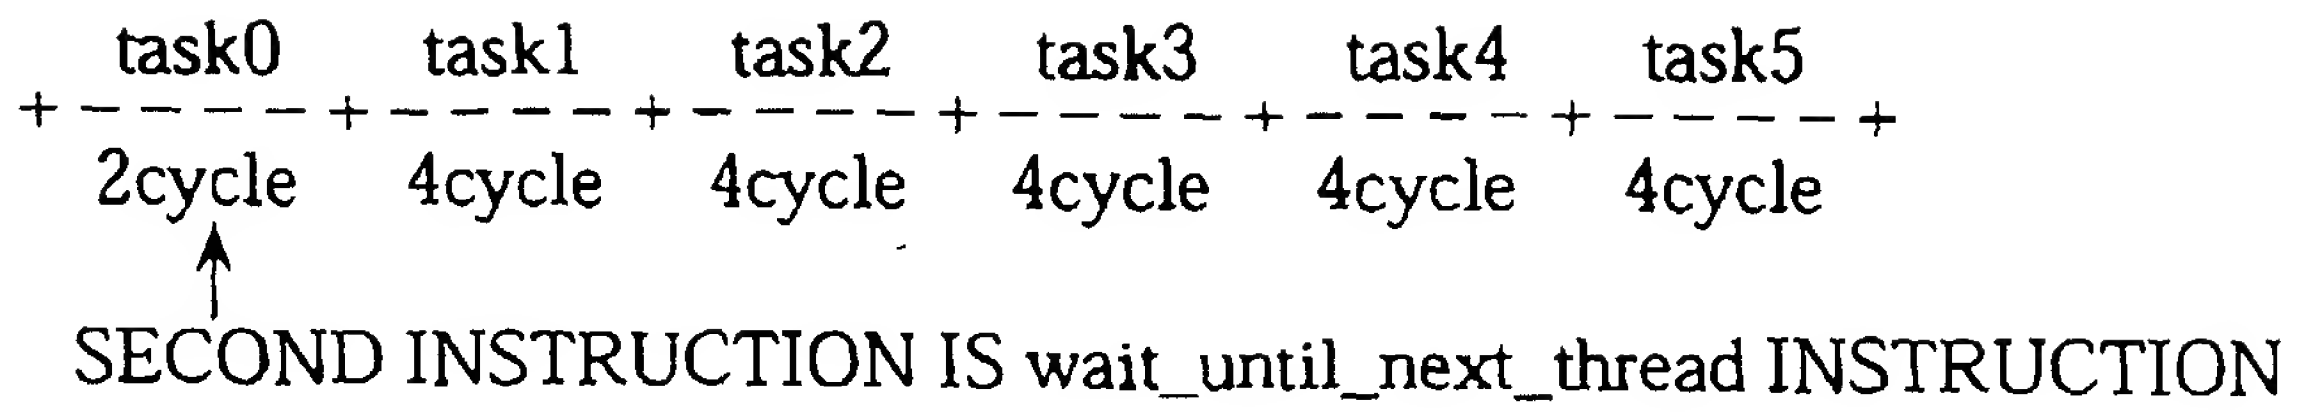 task0 task1 task2 task3 task4 task5
+ - - - - + - - - - + - - - - + - - - - + - - - - + - - - - +
2cycle 4cycle 4cycle 4cycle 4cycle 4cycle
SECOND INSTRUCTION IS wait_until_next_thread INSTRUCTION